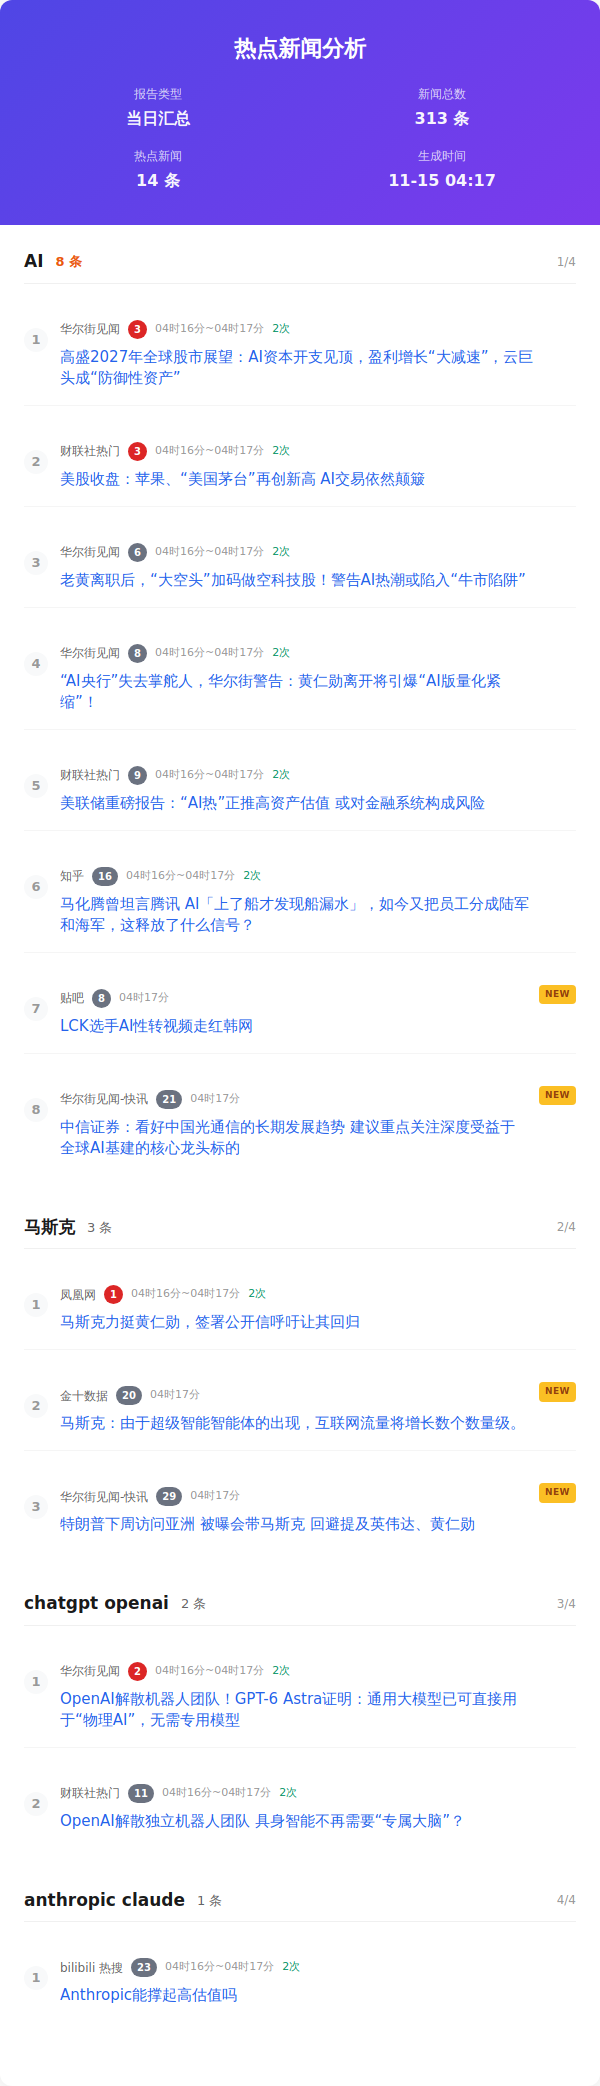 热点新闻分析
报告类型
当日汇总
新闻总数
313 条
热点新闻
14 条
生成时间
11-15 04:17
AI 8 条 1/4
1
华尔街见闻 3 04时16分~04时17分 2次
高盛2027年全球股市展望：AI资本开支见顶，盈利增长“大减速”，云巨
头成“防御性资产”
2
财联社热门 3 04时16分~04时17分 2次
美股收盘：苹果、“美国茅台”再创新高 AI交易依然颠簸
3
华尔街见闻 6 04时16分~04时17分 2次
老黄离职后，“大空头”加码做空科技股！警告AI热潮或陷入“牛市陷阱”
4
华尔街见闻 8 04时16分~04时17分 2次
“AI央行”失去掌舵人，华尔街警告：黄仁勋离开将引爆“AI版量化紧
缩”！
5
财联社热门 9 04时16分~04时17分 2次
美联储重磅报告：“AI热”正推高资产估值 或对金融系统构成风险
6
知乎 16 04时16分~04时17分 2次
马化腾曾坦言腾讯 AI「上了船才发现船漏水」，如今又把员工分成陆军
和海军，这释放了什么信号？
7
贴吧 8 04时17分 NEW
LCK选手AI性转视频走红韩网
8
华尔街见闻-快讯 21 04时17分 NEW
中信证券：看好中国光通信的长期发展趋势 建议重点关注深度受益于
全球AI基建的核心龙头标的
马斯克 3 条 2/4
1
凤凰网 1 04时16分~04时17分 2次
马斯克力挺黄仁勋，签署公开信呼吁让其回归
2
金十数据 20 04时17分 NEW
马斯克：由于超级智能智能体的出现，互联网流量将增长数个数量级。
3
华尔街见闻-快讯 29 04时17分 NEW
特朗普下周访问亚洲 被曝会带马斯克 回避提及英伟达、黄仁勋
chatgpt openai 2 条 3/4
1
华尔街见闻 2 04时16分~04时17分 2次
OpenAI解散机器人团队！GPT-6 Astra证明：通用大模型已可直接用
于“物理AI”，无需专用模型
2
财联社热门 11 04时16分~04时17分 2次
OpenAI解散独立机器人团队 具身智能不再需要“专属大脑”？
anthropic claude 1 条 4/4
1
bilibili 热搜 23 04时16分~04时17分 2次
Anthropic能撑起高估值吗